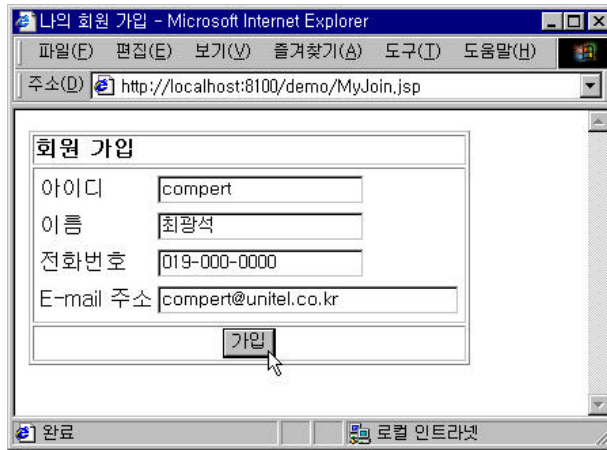 나의 회원 가입 - Microsoft Internet Explorer
파일(F) 편집(E) 보기(V) 즐겨찾기(A) 도구(T) 도움말(H)
주소(D) http://localhost:8100/demo/MyJoin.jsp
회원 가입
아이디 compert
이름 최광석
전화번호 019-000-0000
E-mail 주소 compert@unitel.co.kr
가입
완료 로컬 인트라넷